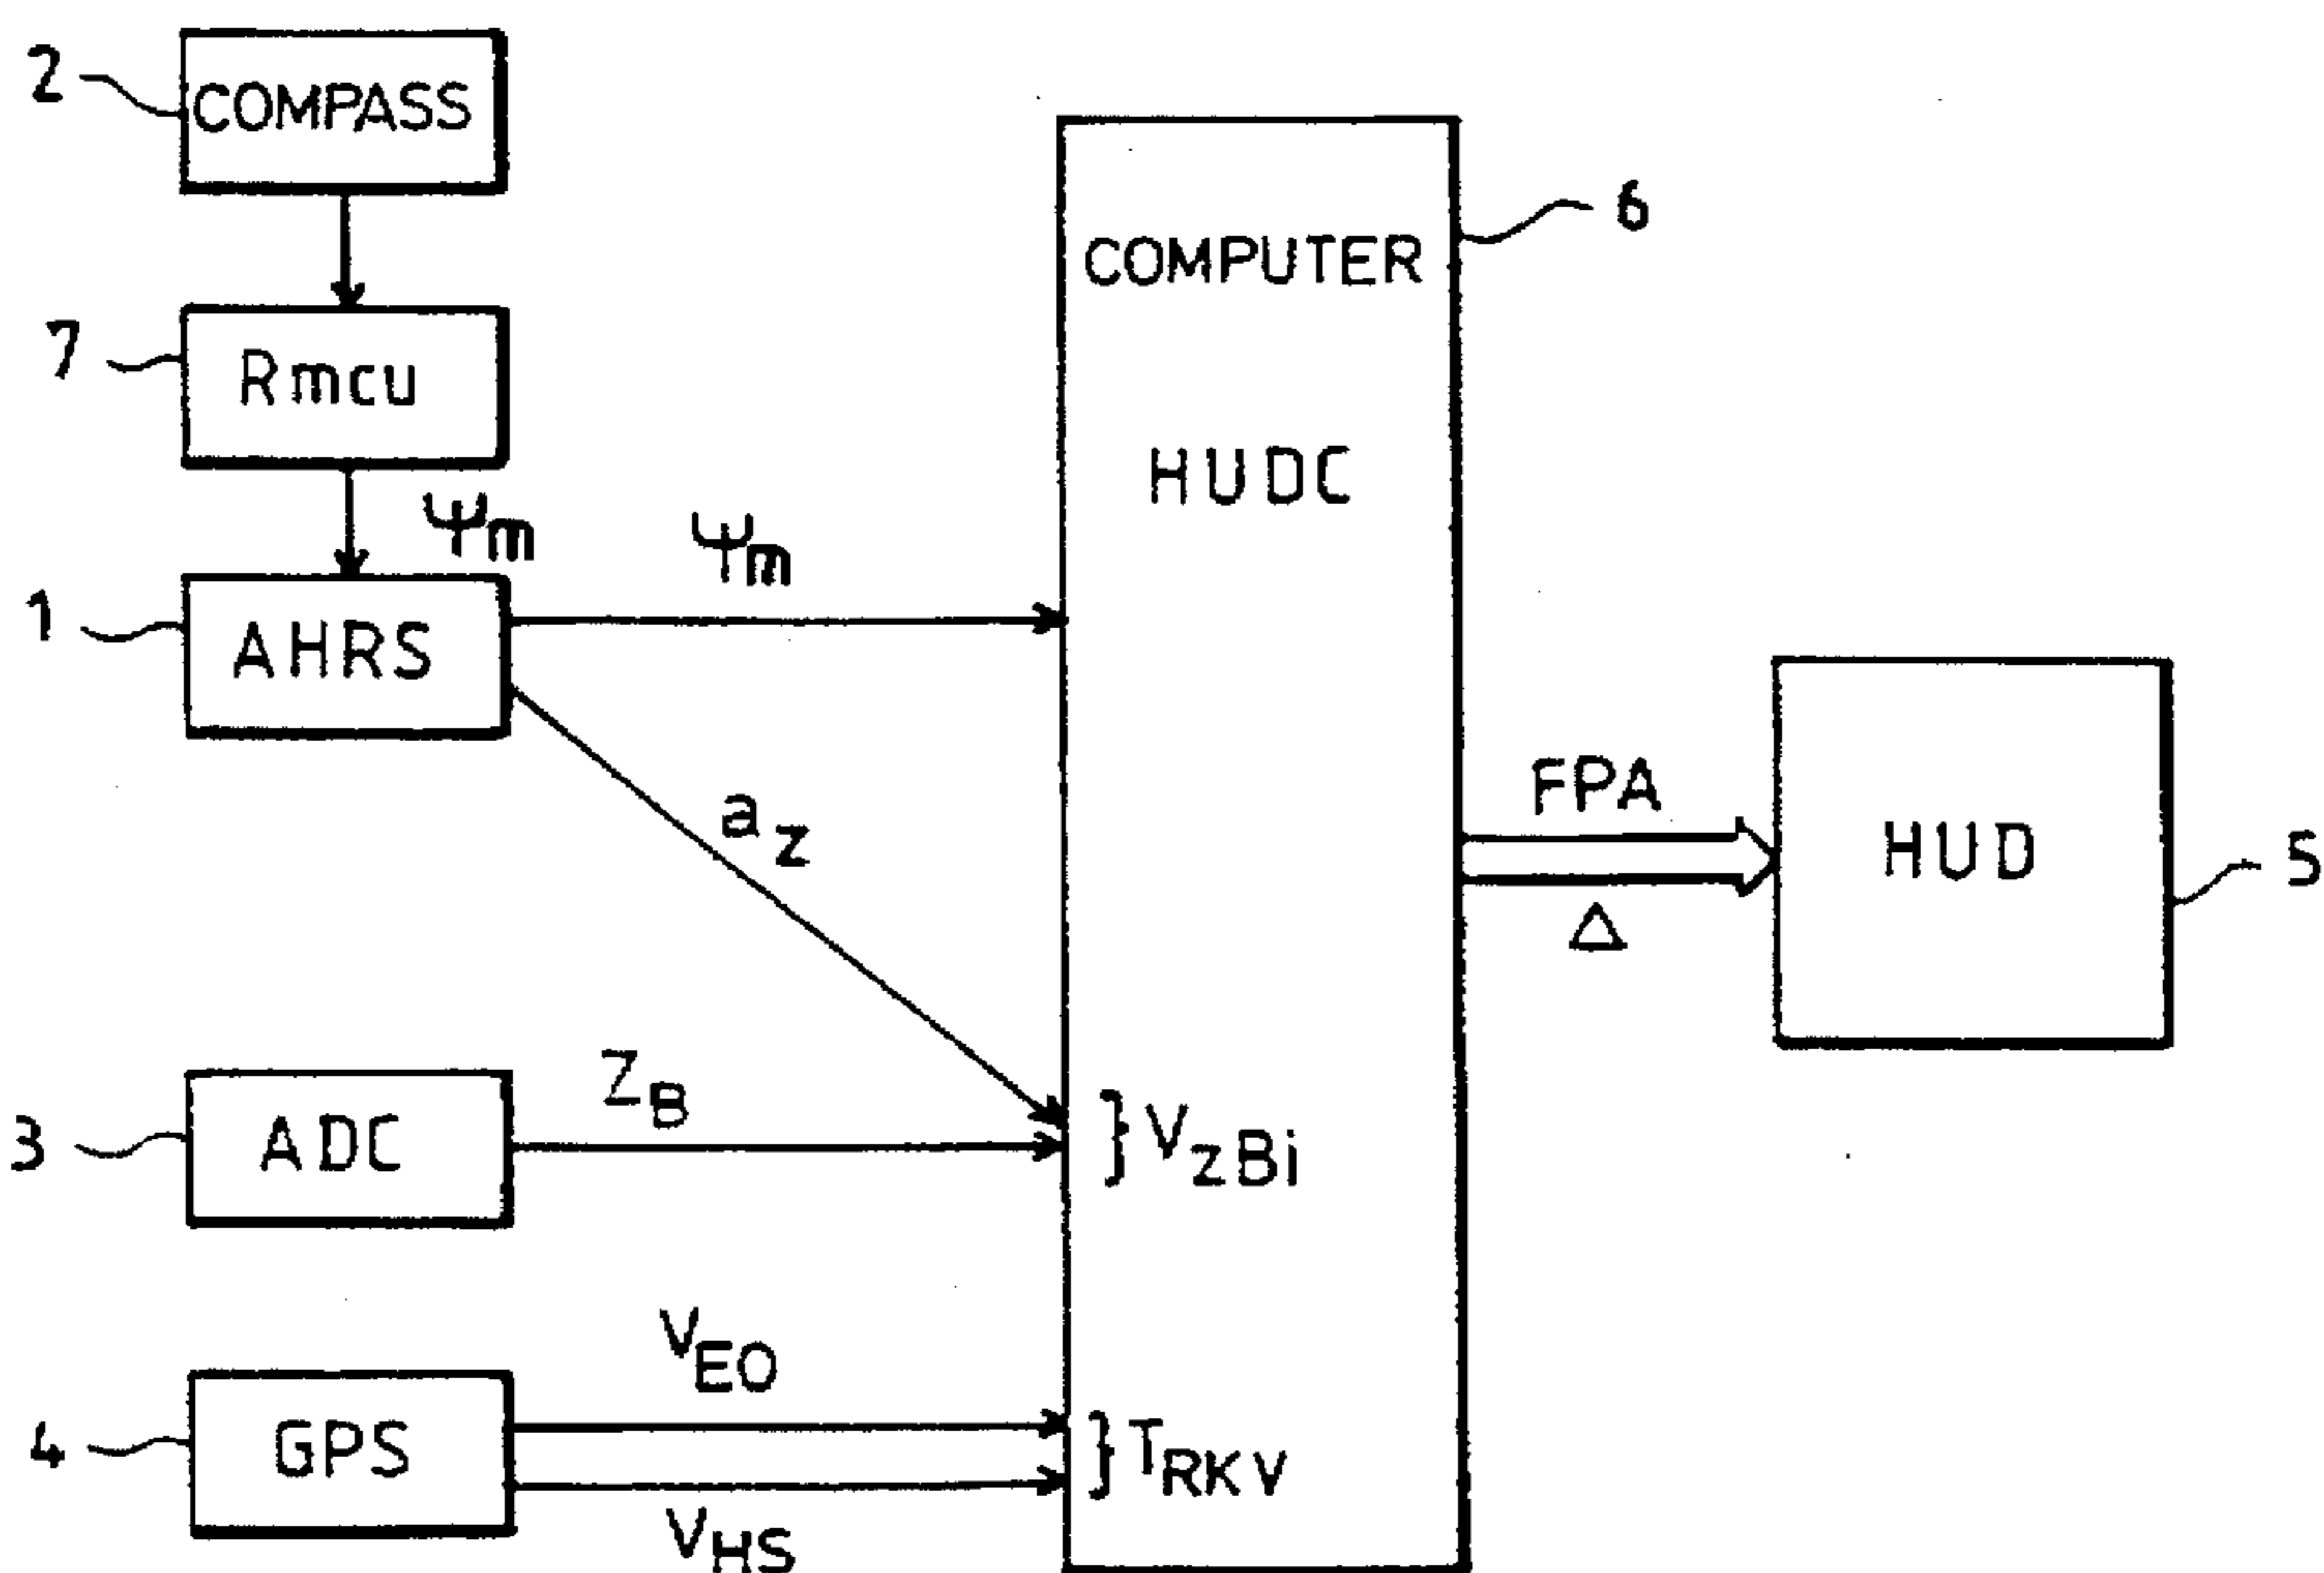 2
COMPASS
7
Rmcu
Ψm
1
AHRS
Ψm
az
3
ADC
ZB
4
GPS
VEO
VHS
COMPUTER
HUDC
6
} VzBi
} TRKV
FPA
Δ
HUD
5